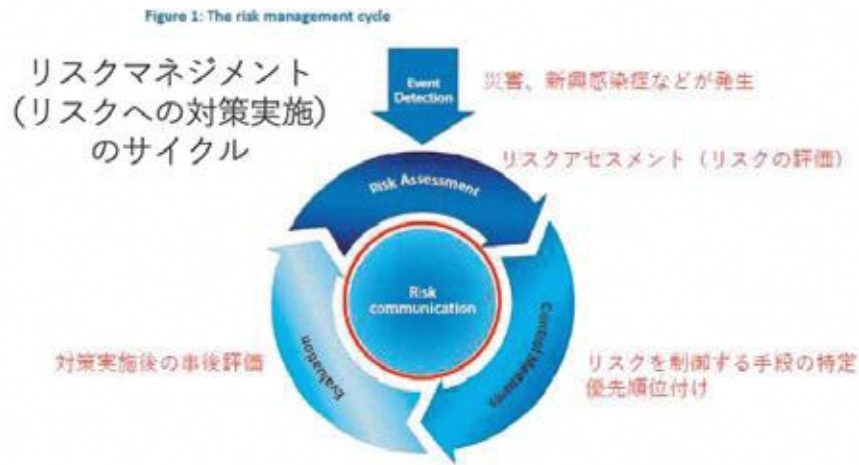 Figure 1: The risk management cycle
リスクマネジメント
(リスクへの対策実施)
のサイクル
Event
Detection
災害、新興感染症などが発生
リスクアセスメント（リスクの評価）
Risk Assessment
Risk
communication
Control Measures
Evaluation
対策実施後の事後評価
リスクを制御する手段の特定
優先順位付け